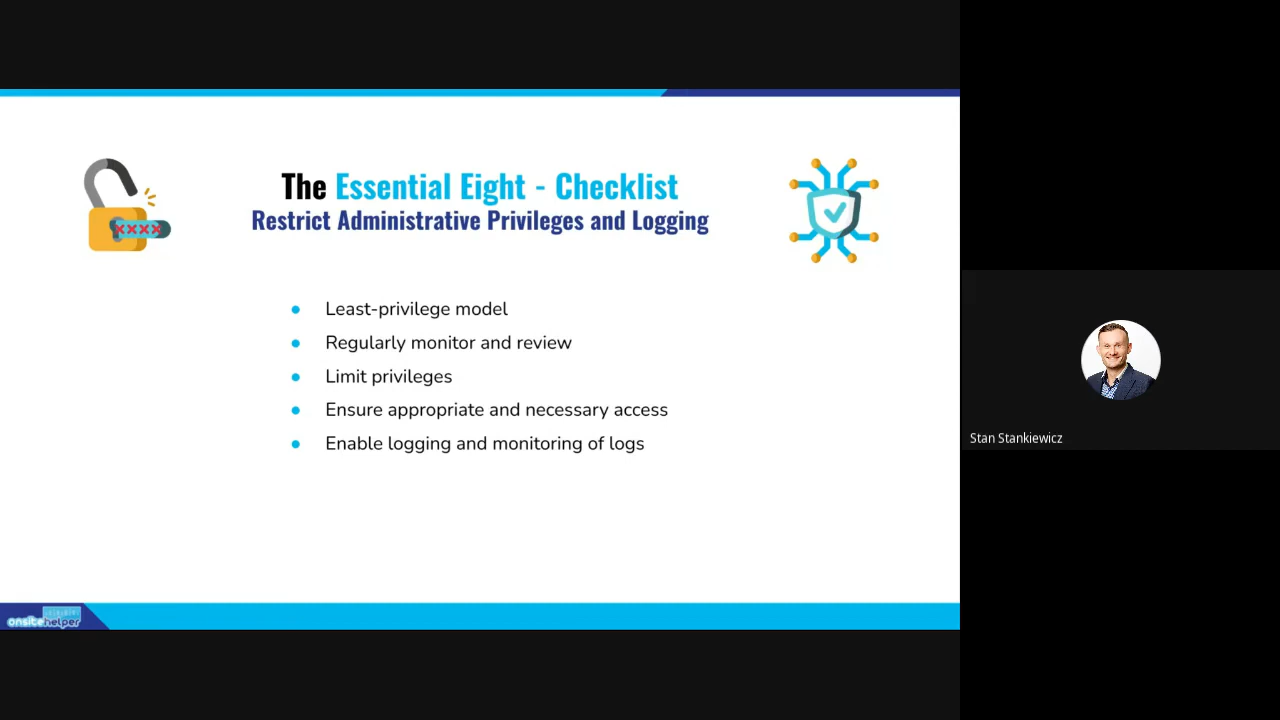 The Essential Eight - Checklist
Restrict Administrative Privileges and Logging
Least-privilege model
Regularly monitor and review
Limit privileges
Ensure appropriate and necessary access
Enable logging and monitoring of logs
onsitehelper
Stan Stankiewicz